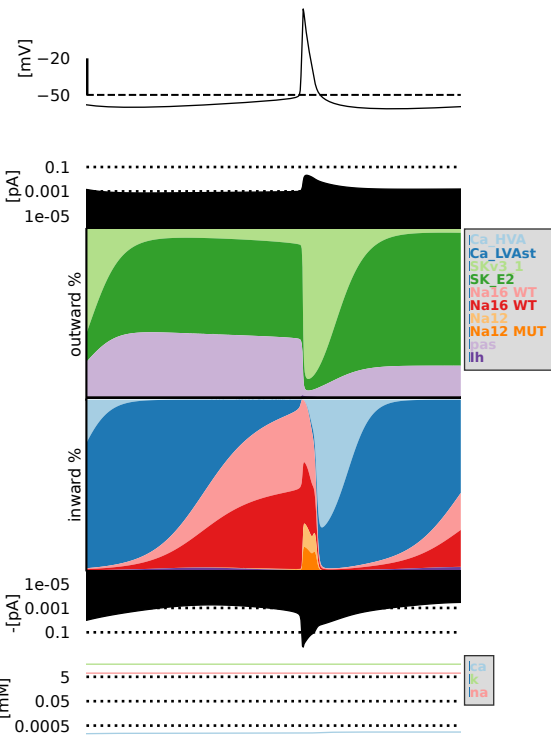 [mV]
−20
−50
[pA]
0.1
0.001
1e-05
outward %
Ca_HVA
Ca_LVAst
SKv3_1
SK_E2
Na16 WT
Na16 WT
Na12
Na12 MUT
pas
Ih
inward %
-[pA]
1e-05
0.001
0.1
[mM]
5
0.05
0.0005
ca
k
na